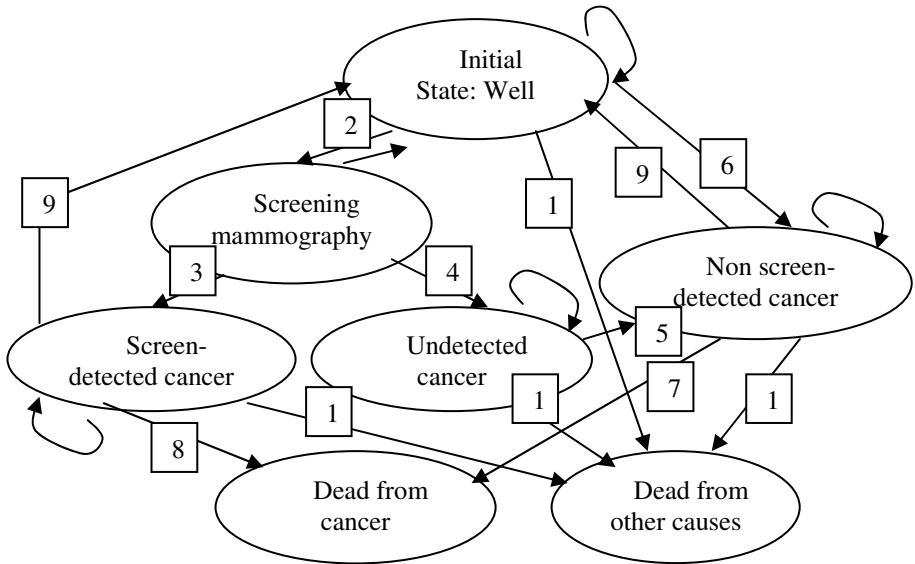 Initial
State: Well
2
9
6
9
1
Screening
mammography
3
4
Non screen-
detected cancer
5
Screen-
detected cancer
Undetected
cancer
7
1
1
1
8
Dead from
cancer
Dead from
other causes